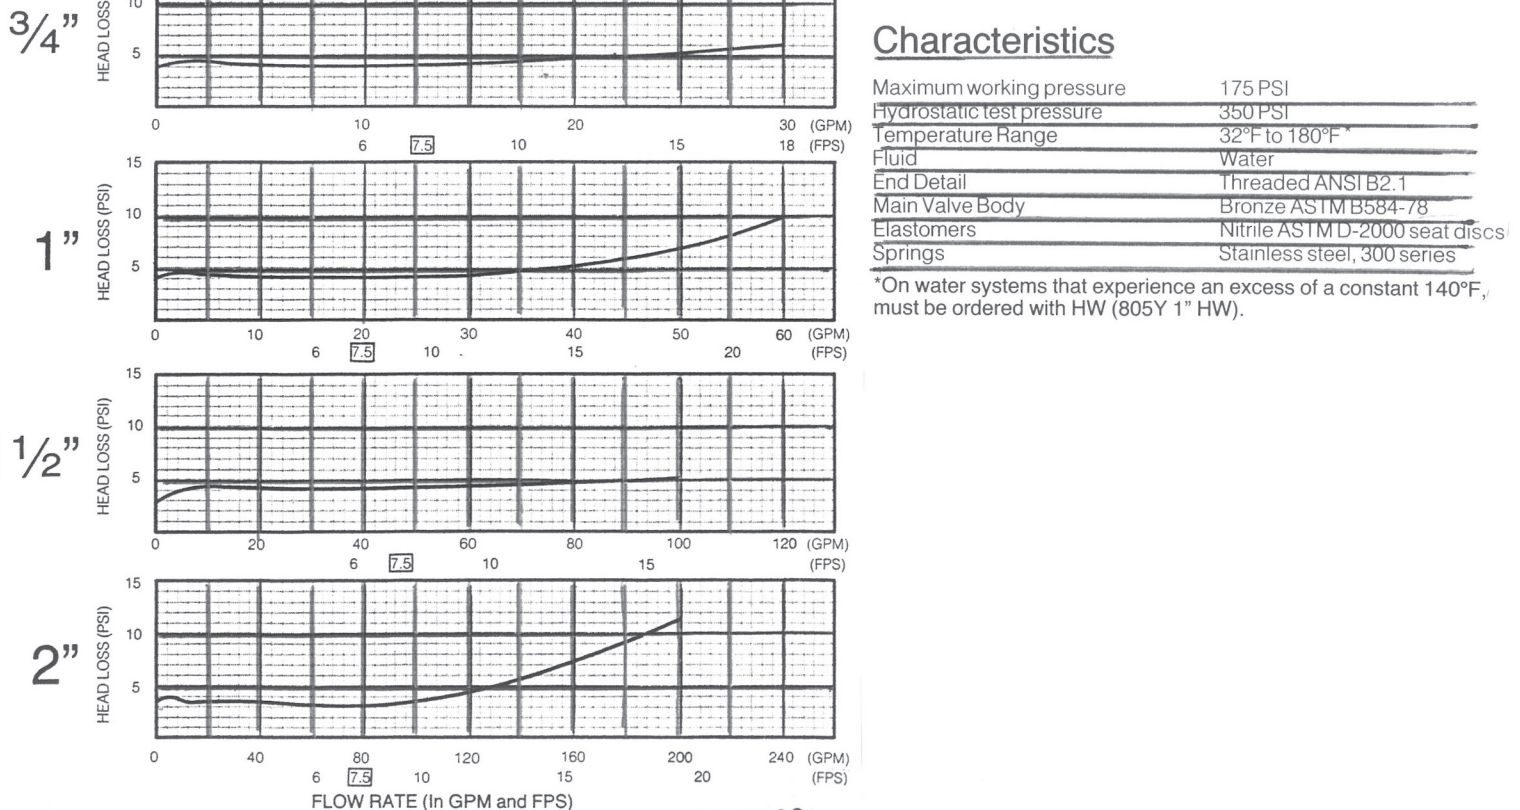 3/4”
HEAD LOSS (PSI)
10
5
0 10 20 30 (GPM)
6 7.5 10 15 18 (FPS)
1”
HEAD LOSS (PSI)
15
10
5
0 10 20 30 40 50 60 (GPM)
6 7.5 10 15 20 (FPS)
1/2”
HEAD LOSS (PSI)
15
10
5
0 20 40 60 80 100 120 (GPM)
6 7.5 10 15 (FPS)
2”
HEAD LOSS (PSI)
15
10
5
0 40 80 120 160 200 240 (GPM)
6 7.5 10 15 20 (FPS)
FLOW RATE (In GPM and FPS)
Characteristics
Maximum working pressure 175 PSI
Hydrostatic test pressure 350 PSI
Temperature Range 32°F to 180°F *
Fluid Water
End Detail Threaded ANSI B2.1
Main Valve Body Bronze ASTM B584-78
Elastomers Nitrile ASTM D-2000 seat discs
Springs Stainless steel, 300 series
*On water systems that experience an excess of a constant 140°F,
must be ordered with HW (805Y 1” HW).